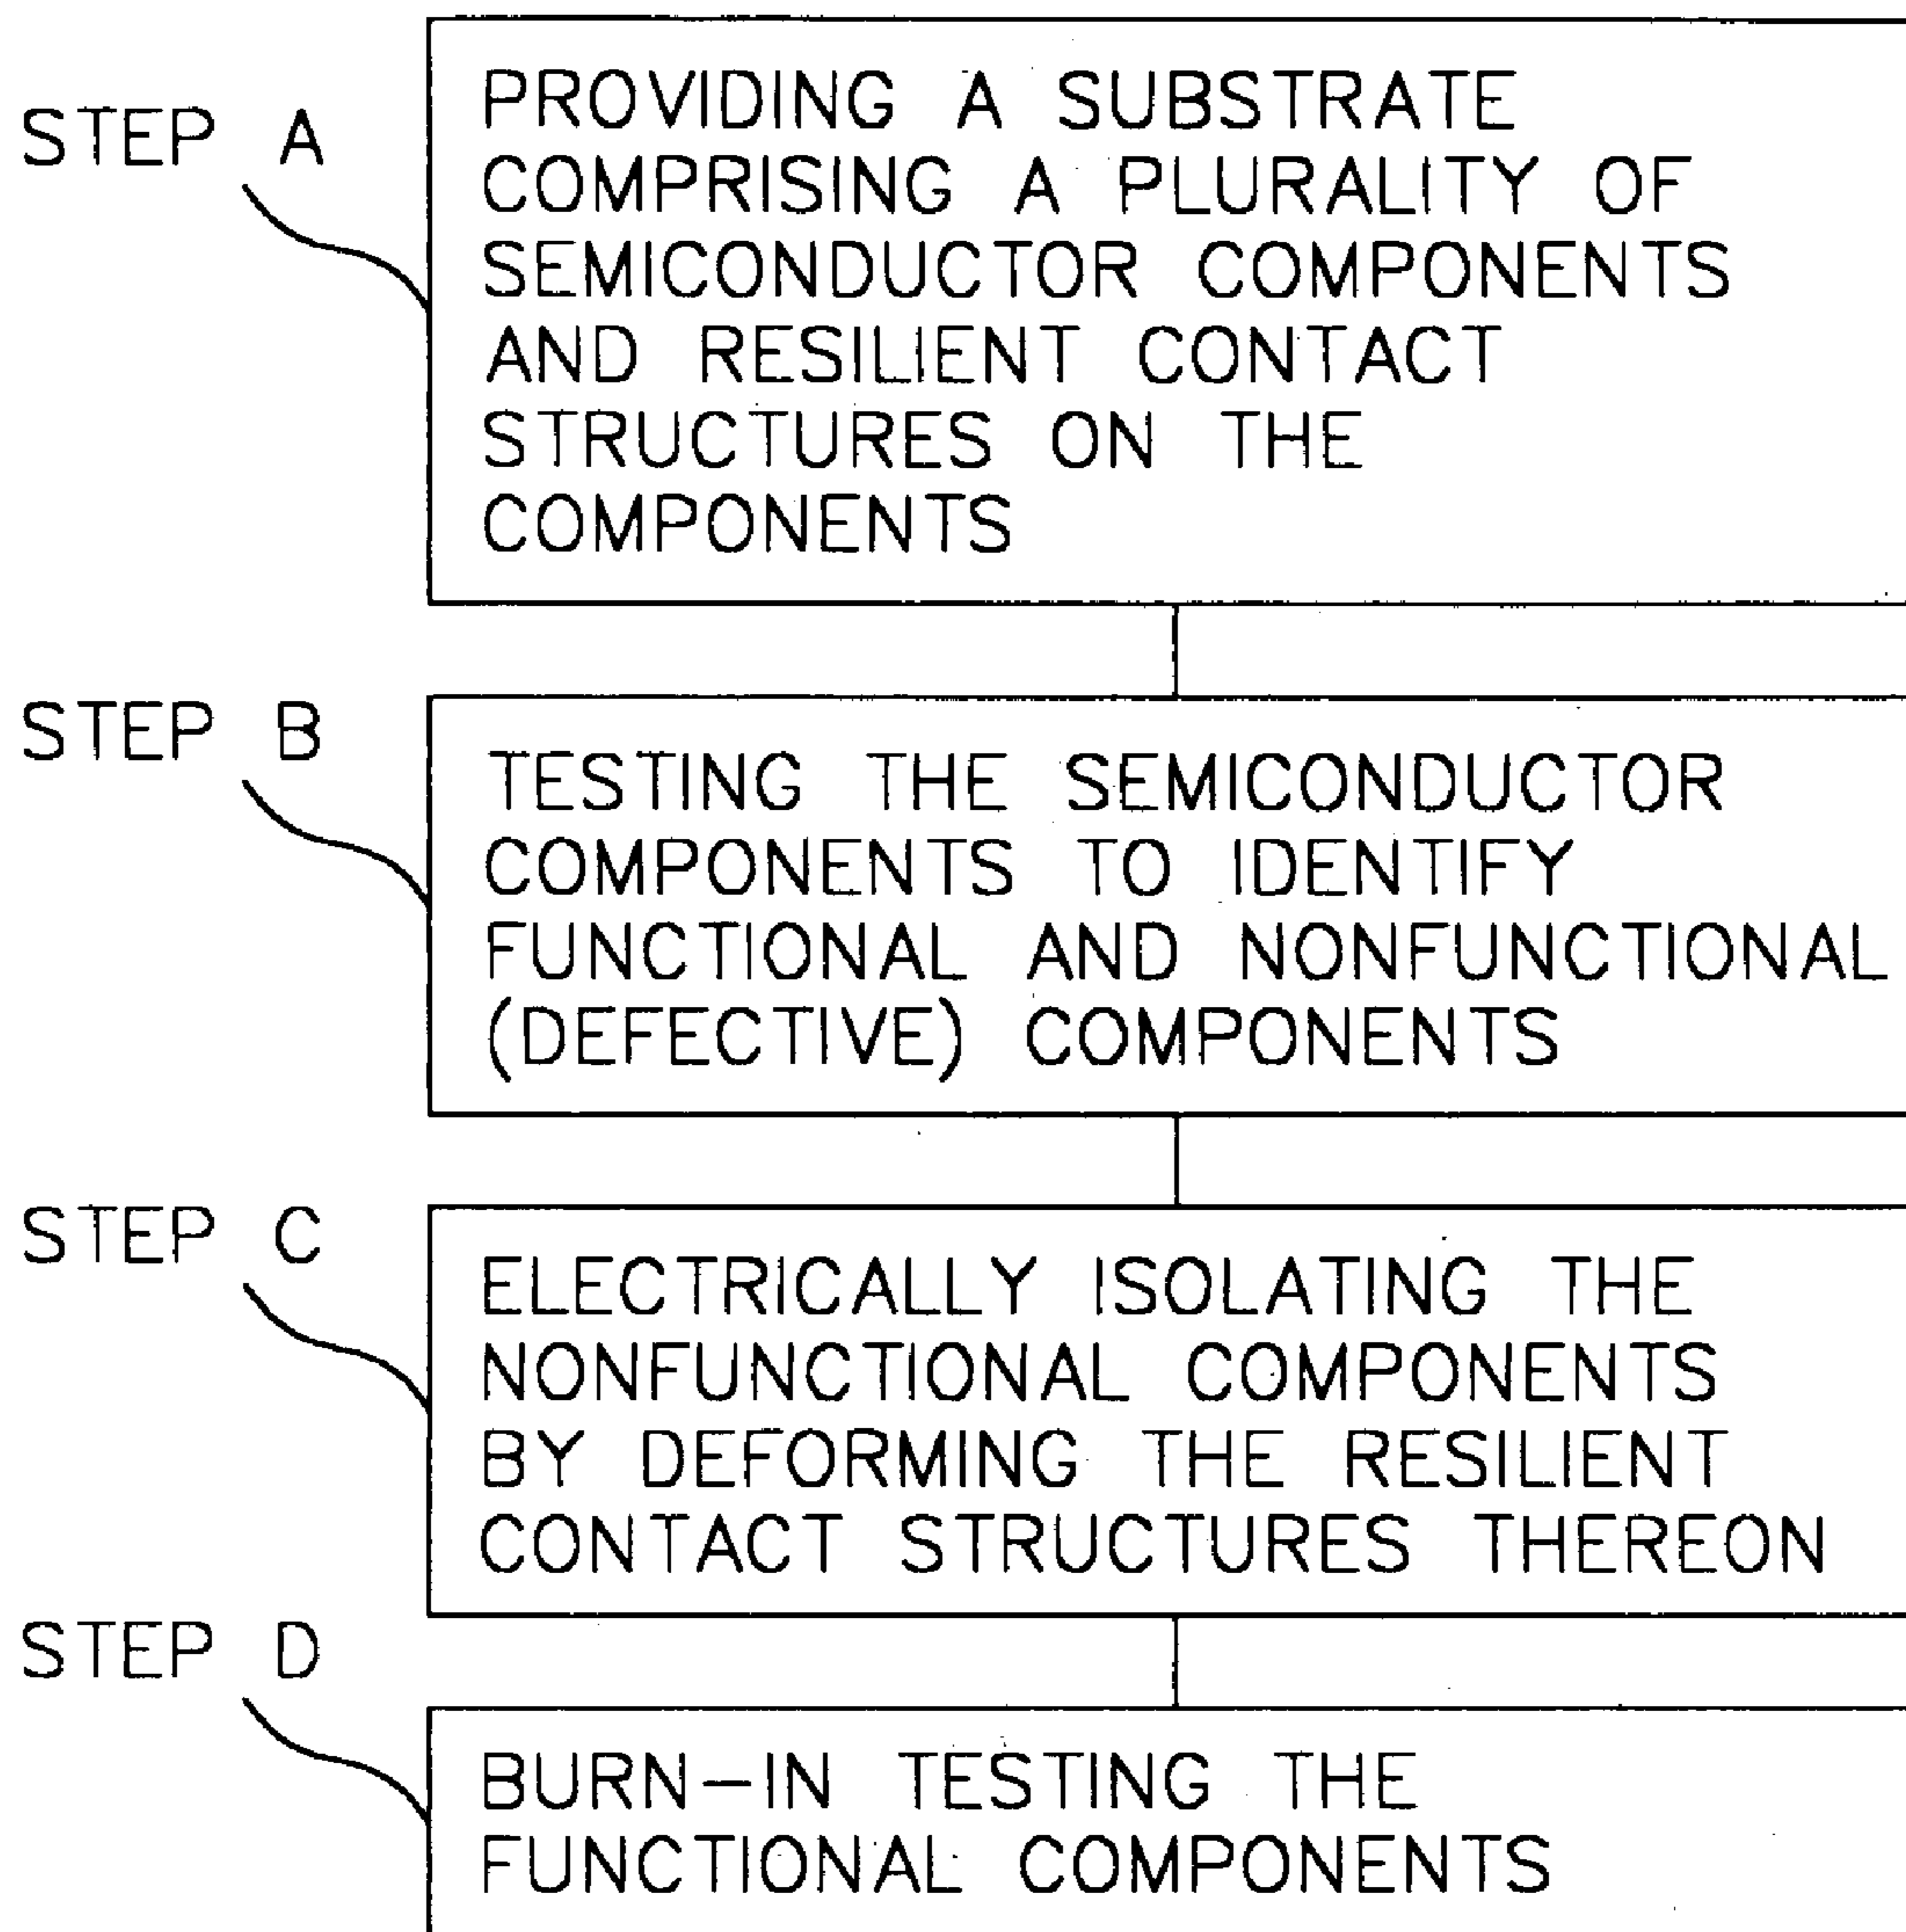 STEP A
PROVIDING A SUBSTRATE
COMPRISING A PLURALITY OF
SEMICONDUCTOR COMPONENTS
AND RESILIENT CONTACT
STRUCTURES ON THE
COMPONENTS
STEP B
TESTING THE SEMICONDUCTOR
COMPONENTS TO IDENTIFY
FUNCTIONAL AND NONFUNCTIONAL
(DEFECTIVE) COMPONENTS
STEP C
ELECTRICALLY ISOLATING THE
NONFUNCTIONAL COMPONENTS
BY DEFORMING THE RESILIENT
CONTACT STRUCTURES THEREON
STEP D
BURN-IN TESTING THE
FUNCTIONAL COMPONENTS